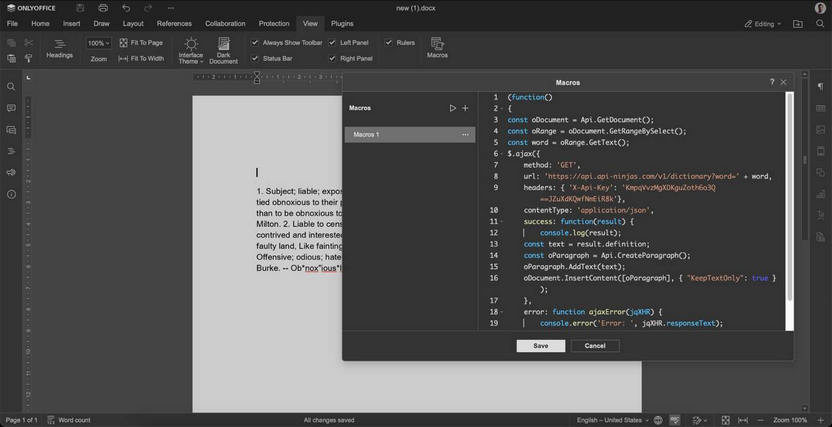 ONLYOFFICE
new (1).docx
File Home Insert Draw Layout References Collaboration Protection View Plugins
Editing
Headings
100%
Zoom
Fit To Page
Fit To Width
Interface Theme
Dark Document
Always Show Toolbar
Status Bar
Left Panel
Right Panel
Rulers
Macros
Macros
Macros
Macros 1
1. Subject; liable; expos
tied obnoxious to their p
than to be obnoxious to
Milton. 2. Liable to cens
contrived and interested
faulty land, Like fainting
Offensive; odious; hate
Burke. -- Ob*nox"ious*l
1 (function()
2 {
3 const oDocument = Api.GetDocument();
4 const oRange = oDocument.GetRangeBySelect();
5 const word = oRange.GetText();
6 $.ajax({
7 method: 'GET',
8 url: 'https://api.api-ninjas.com/v1/dictionary?word=' + word,
9 headers: { 'X-Api-Key': 'KmpqVvzMgXOKguZoth6o3Q
==JZuXdKQwfNmEiR8k'},
10 contentType: 'application/json',
11 success: function(result) {
12 console.log(result);
13 const text = result.definition;
14 const oParagraph = Api.CreateParagraph();
15 oParagraph.AddText(text);
16 oDocument.InsertContent([oParagraph], { "KeepTextOnly": true }
);
17 },
18 error: function ajaxError(jqXHR) {
19 console.error('Error: ', jqXHR.responseText);
Save
Cancel
Page 1 of 1
Word count
All changes saved
English – United States
Zoom 100%